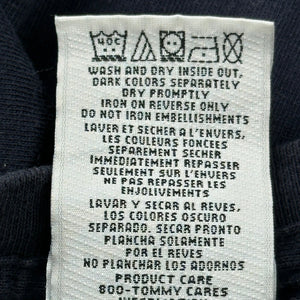 40C
WASH AND DRY INSIDE OUT,
DARK COLORS SEPARATELY
DRY PROMPTLY
IRON ON REVERSE ONLY
DO NOT IRON EMBELLISHMENTS
LAVER ET SECHER A L'ENVERS,
LES COULEURS FONCEES
SEPAREMENT SECHER
IMMÉDIATEMENT REPASSER
SEULEMENT SUR L'ENVERS
NE PAS REPASSER LES
ENJOLIVEMENTS
LAVAR Y SECAR AL REVES.
LOS COLORES OSCURO
SEPARADO. SECAR PRONTO
PLANCHA SOLAMENTE
POR EL REVES
NO PLANCHAR LOS ADORNOS
PRODUCT CARE
800-TOMMY CARES